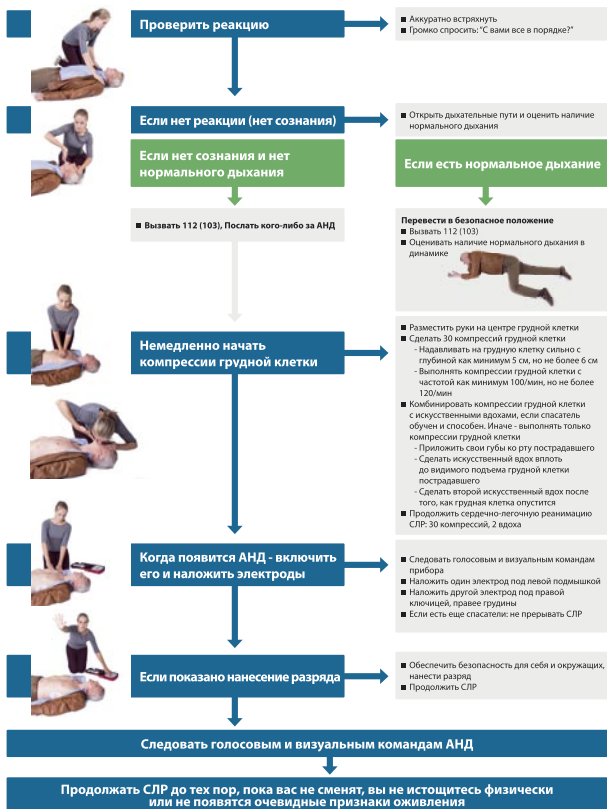 Проверить реакцию
■ Аккуратно встряхнуть
■ Громко спросить: “С вами все в порядке?”
Если нет реакции (нет сознания)
■ Открыть дыхательные пути и оценить наличие
нормального дыхания
Если нет сознания и нет
нормального дыхания
Если есть нормальное дыхание
■ Вызвать 112 (103), Послать кого-либо за АНД
Перевести в безопасное положение
■ Вызвать 112 (103)
■ Оценивать наличие нормального дыхания в
динамике
Немедленно начать
компрессии грудной клетки
■ Разместить руки на центре грудной клетки
■ Сделать 30 компрессий грудной клетки
- Надавливать на грудную клетку сильно с
глубиной как минимум 5 см, но не более 6 см
- Выполнять компрессии грудной клетки с
частотой как минимум 100/мин, но не более
120/мин
■ Комбинировать компрессии грудной клетки
с искусственными вдохами, если спасатель
обучен и способен. Иначе - выполнять только
компрессии грудной клетки
- Приложить свои губы ко рту пострадавшего
- Сделать искусственный вдох вплоть
до видимого подъема грудной клетки
пострадавшего
- Сделать второй искусственный вдох после
того, как грудная клетка опустится
■ Продолжить сердечно-легочную реанимацию
СЛР: 30 компрессий, 2 вдоха
Когда появится АНД - включить
его и наложить электроды
■ Следовать голосовым и визуальным командам
прибора
■ Наложить один электрод под левой подмышкой
■ Наложить другой электрод под правой
ключицей, правее грудины
■ Если есть еще спасатели: не прерывать СЛР
Если показано нанесение разряда
■ Обеспечить безопасность для себя и окружащих,
нанести разряд
■ Продолжить СЛР
Следовать голосовым и визуальным командам АНД
Продолжать СЛР до тех пор, пока вас не сменят, вы не истощитесь физически
или не появятся очевидные признаки оживления